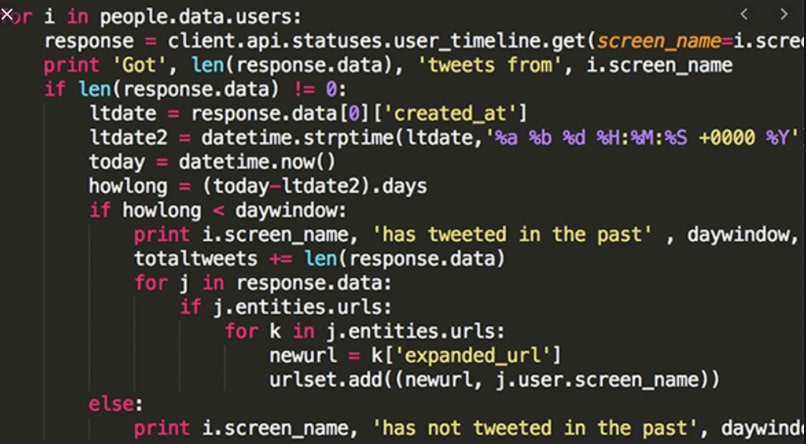 for i in people.data.users:
    response = client.api.statuses.user_timeline.get(screen_name=i.scree
    print 'Got', len(response.data), 'tweets from', i.screen_name
    if len(response.data) != 0:
        ltdate = response.data[0]['created_at']
        ltdate2 = datetime.strptime(ltdate,'%a %b %d %H:%M:%S +0000 %Y'
        today = datetime.now()
        howlong = (today-ltdate2).days
        if howlong < daywindow:
            print i.screen_name, 'has tweeted in the past' , daywindow,
            totaltweets += len(response.data)
            for j in response.data:
                if j.entities.urls:
                    for k in j.entities.urls:
                        newurl = k['expanded_url']
                        urlset.add((newurl, j.user.screen_name))
        else:
            print i.screen_name, 'has not tweeted in the past', daywind